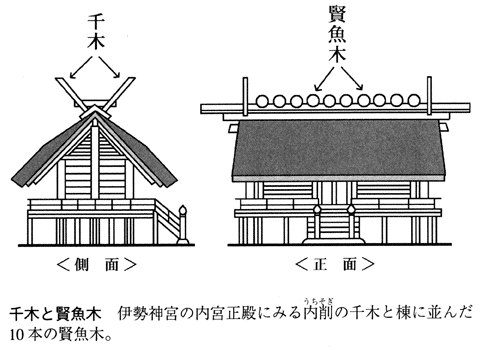 千木
賢魚木
＜側 面＞
＜正 面＞
千木と賢魚木 伊勢神宮の内宮正殿にみる内削の千木と棟に並んだ
うちそぎ
10本の賢魚木。